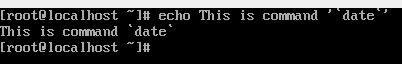 [root@localhost ~]# echo This is command '`date`'
This is command `date`
[root@localhost ~]#